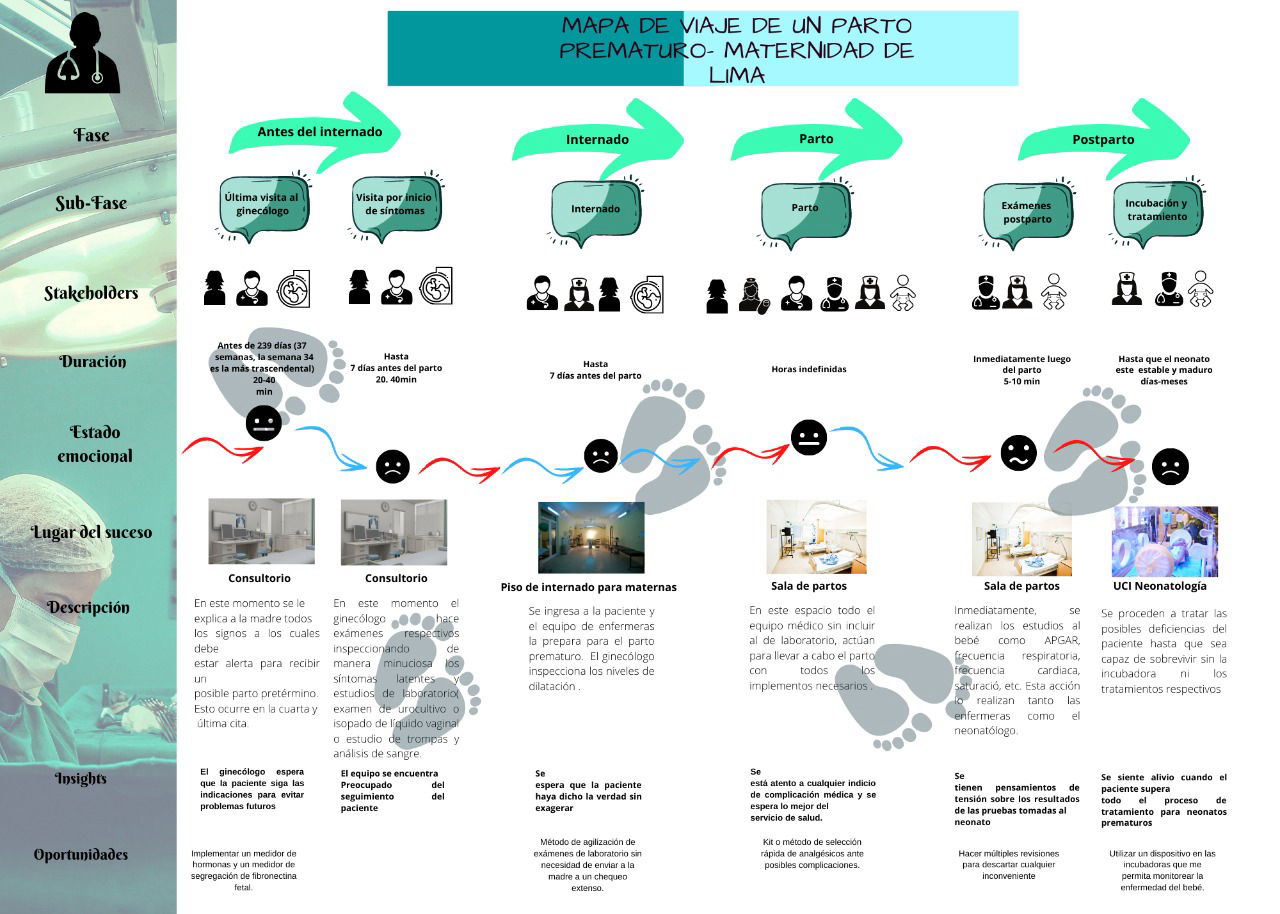 MAPA DE VIAJE DE UN PARTO
PREMATURO- MATERNIDAD DE
LIMA
Fase
Antes del internado
Internado
Parto
Postparto
Sub-Fase
Última visita al
ginecólogo
Visita por inicio
de síntomas
Internado
Parto
Exámenes
postparto
Incubación y
tratamiento
Stakeholders
Duración
Antes de 239 días (37
semanas, la semana 34
es la más trascendental)
20-40
min
Hasta
7 días antes del parto
20. 40min
Hasta
7 días antes del parto
Horas indefinidas
Inmediatamente luego
del parto
5-10 min
Hasta que el neonato
este estable y maduro
días-meses
Estado
emocional
Lugar del suceso
Consultorio
Consultorio
Piso de internado para maternas
Sala de partos
Sala de partos
UCI Neonatología
Descripción
En este momento se le
explica a la madre todos
los signos a los cuales
debe
estar alerta para recibir
un
posible parto pretérmino.
Esto ocurre en la cuarta y
última cita.
En este momento el
ginecólogo hace
exámenes respectivos
inspeccionando de
manera minuciosa los
síntomas latentes y
estudios de laboratorio(
examen de urocultivo o
isopado de líquido vaginal
o estudio de trompas y
análisis de sangre.
Se ingresa a la paciente y
el equipo de enfermeras
la prepara para el parto
prematuro. El ginecólogo
inspecciona los niveles de
dilatación .
En este espacio todo el
equipo médico sin incluir
al de laboratorio, actúan
para llevar a cabo el parto
con todos los
implementos necesarios .
Inmediatamente, se
realizan los estudios al
bebé como APGAR,
frecuencia respiratoria,
frecuencia cardiaca,
saturació, etc. Esta acción
lo realizan tanto las
enfermeras como el
neonatólogo.
Se proceden a tratar las
posibles deficiencias del
paciente hasta que sea
capaz de sobrevivir sin la
incubadora ni los
tratamientos respectivos
Insights
El ginecólogo espera
que la paciente siga las
indicaciones para evitar
problemas futuros
El equipo se encuentra
Preocupado del
seguimiento del
paciente
Se
espera que la paciente
haya dicho la verdad sin
exagerar
Se
está atento a cualquier indicio
de complicación médica y se
espera lo mejor del
servicio de salud.
Se
tienen pensamientos de
tensión sobre los resultados
de las pruebas tomadas al
neonato
Se siente alivio cuando el
paciente supera
todo el proceso de
tratamiento para neonatos
prematuros
Oportunidades
Implementar un medidor de
hormonas y un medidor de
segregación de fibronectina
fetal.
Método de agilización de
exámenes de laboratorio sin
necesidad de enviar a la
madre a un chequeo
extenso.
Kit o método de selección
rápida de analgésicos ante
posibles complicaciones.
Hacer múltiples revisiones
para descartar cualquier
inconveniente
Utilizar un dispositivo en las
incubadoras que me
permita monitorear la
enfermedad del bebé.